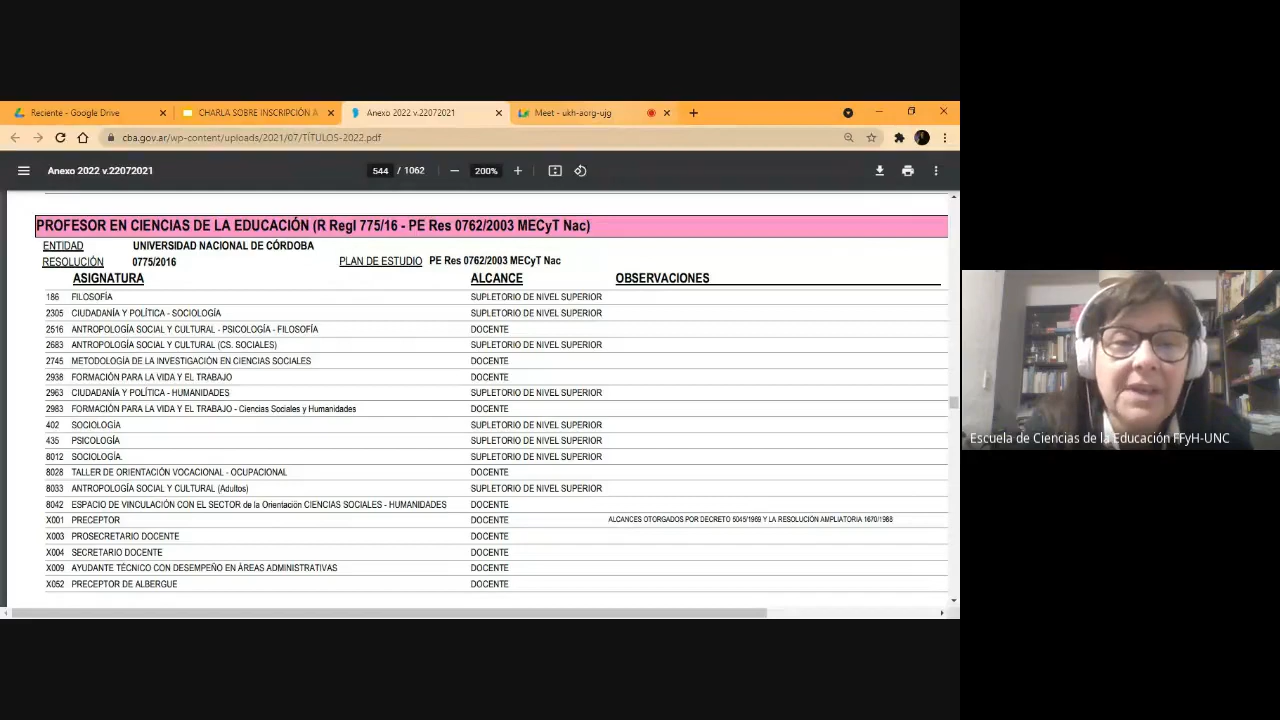 Reciente - Google Drive
CHARLA SOBRE INSCRIPCIÓN A
Anexo 2022 v.22072021
Meet - ukh-aorg-ujg
cba.gov.ar/wp-content/uploads/2021/07/TÍTULOS-2022.pdf
Anexo 2022 v.22072021
544 / 1062
200%
PROFESOR EN CIENCIAS DE LA EDUCACIÓN (R Regl 775/16 - PE Res 0762/2003 MECyT Nac)
ENTIDAD UNIVERSIDAD NACIONAL DE CÓRDOBA
RESOLUCIÓN 0775/2016 PLAN DE ESTUDIO PE Res 0762/2003 MECyT Nac
ASIGNATURA ALCANCE OBSERVACIONES
186 FILOSOFÍA SUPLETORIO DE NIVEL SUPERIOR
2305 CIUDADANÍA Y POLÍTICA - SOCIOLOGÍA SUPLETORIO DE NIVEL SUPERIOR
2516 ANTROPOLOGÍA SOCIAL Y CULTURAL - PSICOLOGÍA - FILOSOFÍA DOCENTE
2683 ANTROPOLOGÍA SOCIAL Y CULTURAL (CS. SOCIALES) SUPLETORIO DE NIVEL SUPERIOR
2745 METODOLOGÍA DE LA INVESTIGACIÓN EN CIENCIAS SOCIALES DOCENTE
2938 FORMACIÓN PARA LA VIDA Y EL TRABAJO DOCENTE
2963 CIUDADANÍA Y POLÍTICA - HUMANIDADES SUPLETORIO DE NIVEL SUPERIOR
2983 FORMACIÓN PARA LA VIDA Y EL TRABAJO - Ciencias Sociales y Humanidades DOCENTE
402 SOCIOLOGÍA SUPLETORIO DE NIVEL SUPERIOR
435 PSICOLOGÍA SUPLETORIO DE NIVEL SUPERIOR
8012 SOCIOLOGÍA. SUPLETORIO DE NIVEL SUPERIOR
8028 TALLER DE ORIENTACIÓN VOCACIONAL - OCUPACIONAL DOCENTE
8033 ANTROPOLOGÍA SOCIAL Y CULTURAL (Adultos) SUPLETORIO DE NIVEL SUPERIOR
8042 ESPACIO DE VINCULACIÓN CON EL SECTOR de la Orientación CIENCIAS SOCIALES - HUMANIDADES DOCENTE
X001 PRECEPTOR DOCENTE ALCANCES OTORGADOS POR DECRETO 5045/1969 Y LA RESOLUCIÓN AMPLIATORIA 1670/1988
X003 PROSECRETARIO DOCENTE DOCENTE
X004 SECRETARIO DOCENTE DOCENTE
X009 AYUDANTE TÉCNICO CON DESEMPEÑO EN ÁREAS ADMINISTRATIVAS DOCENTE
X052 PRECEPTOR DE ALBERGUE DOCENTE
Escuela de Ciencias de la Educación FFyH-UNC